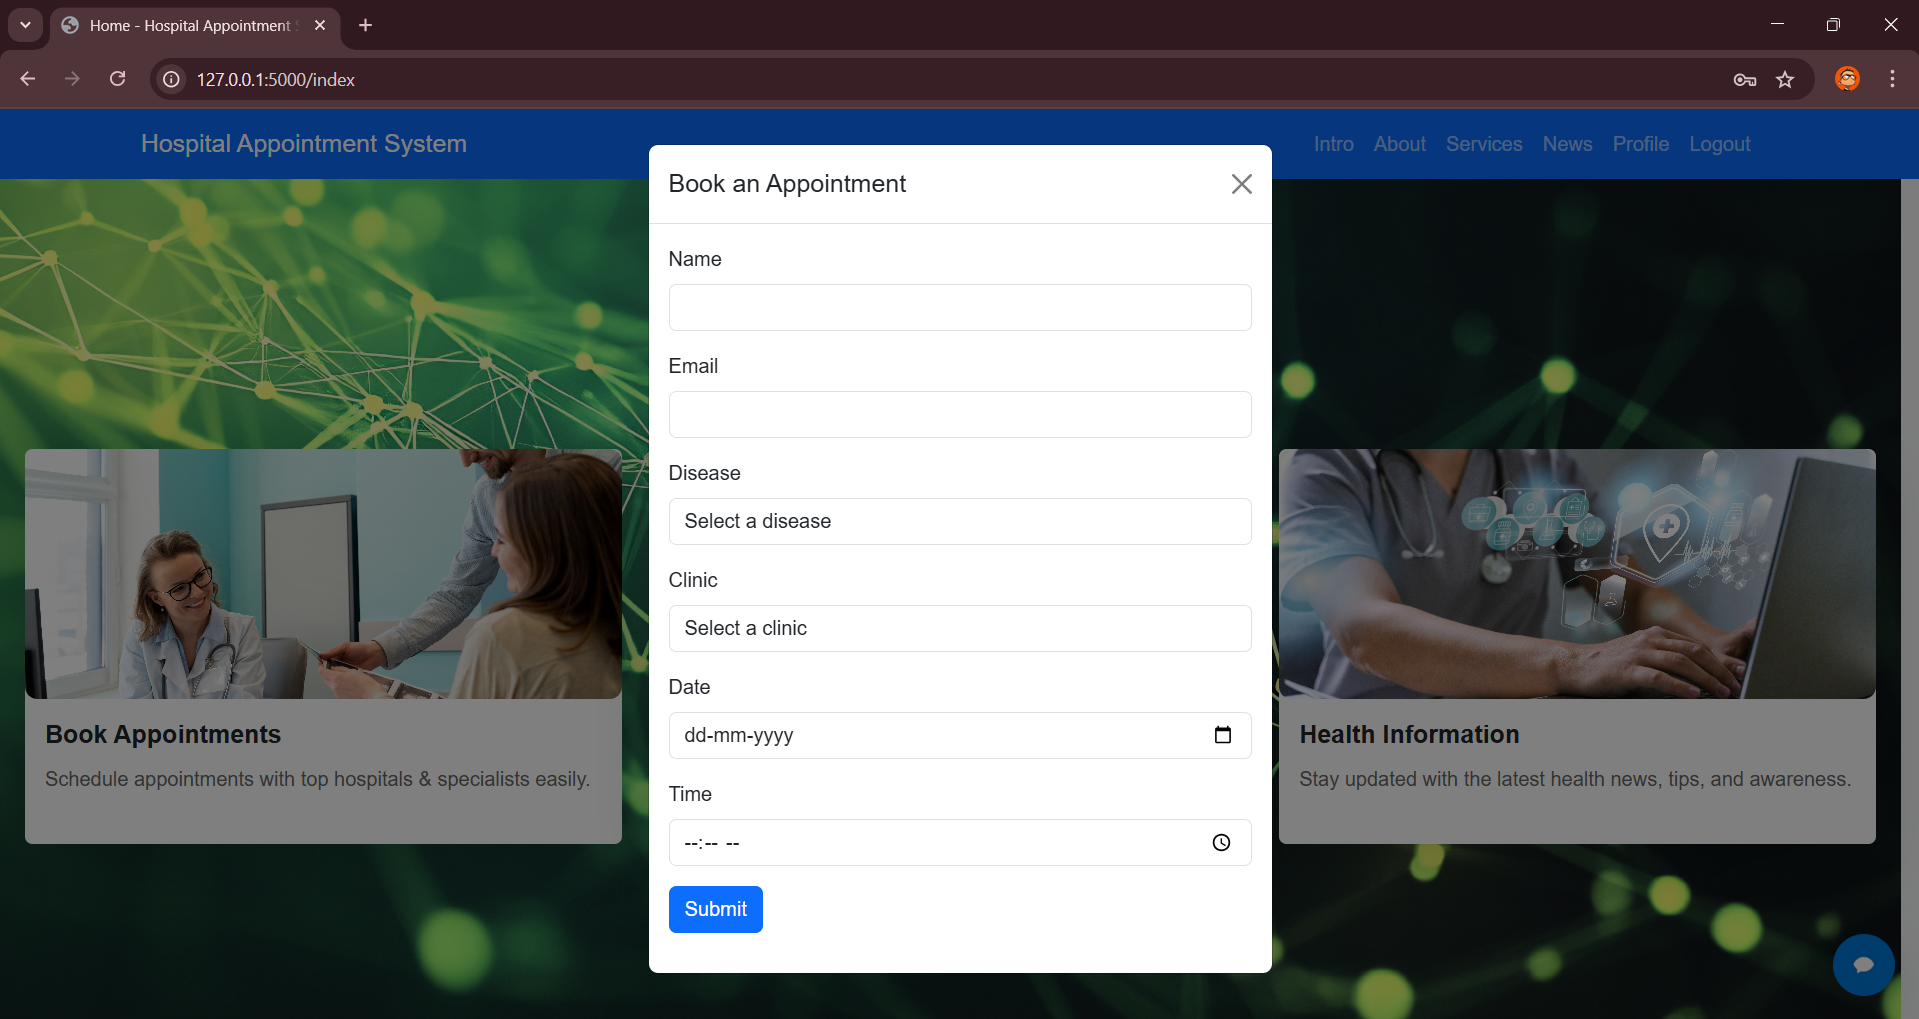 Home - Hospital Appointment
127.0.0.1:5000/index
Hospital Appointment System
Intro About Services News Profile Logout
Book an Appointment
Name
Email
Disease
Select a disease
Clinic
Select a clinic
Date
dd-mm-yyyy
Time
--:-- --
Submit
Book Appointments
Schedule appointments with top hospitals & specialists easily.
Health Information
Stay updated with the latest health news, tips, and awareness.